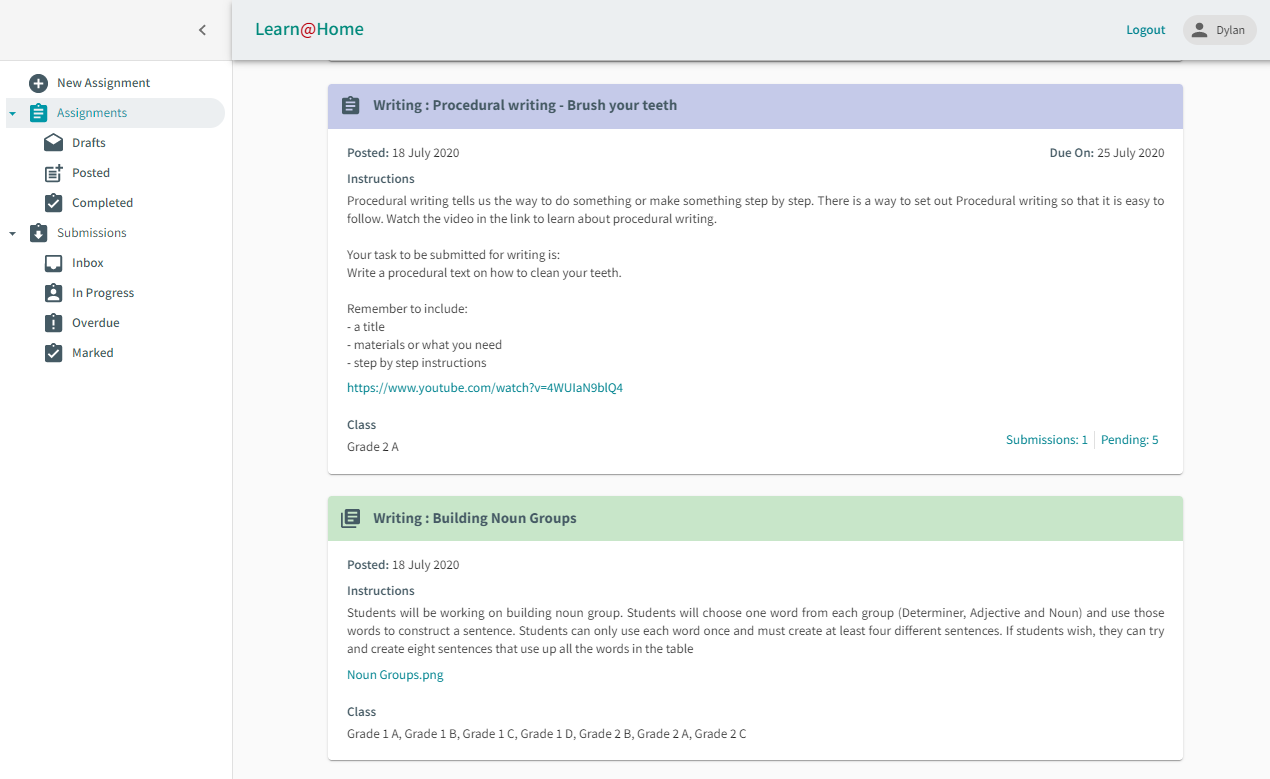 Learn@Home
Logout
Dylan
New Assignment
Assignments
Drafts
Posted
Completed
Submissions
Inbox
In Progress
Overdue
Marked
Writing : Procedural writing - Brush your teeth
Posted: 18 July 2020
Due On: 25 July 2020
Instructions
Procedural writing tells us the way to do something or make something step by step. There is a way to set out Procedural writing so that it is easy to
follow. Watch the video in the link to learn about procedural writing.
Your task to be submitted for writing is:
Write a procedural text on how to clean your teeth.
Remember to include:
- a title
- materials or what you need
- step by step instructions
https://www.youtube.com/watch?v=4WUIaN9blQ4
Class
Grade 2 A
Submissions: 1
Pending: 5
Writing : Building Noun Groups
Posted: 18 July 2020
Instructions
Students will be working on building noun group. Students will choose one word from each group (Determiner, Adjective and Noun) and use those
words to construct a sentence. Students can only use each word once and must create at least four different sentences. If students wish, they can try
and create eight sentences that use up all the words in the table
Noun Groups.png
Class
Grade 1 A, Grade 1 B, Grade 1 C, Grade 1 D, Grade 2 B, Grade 2 A, Grade 2 C